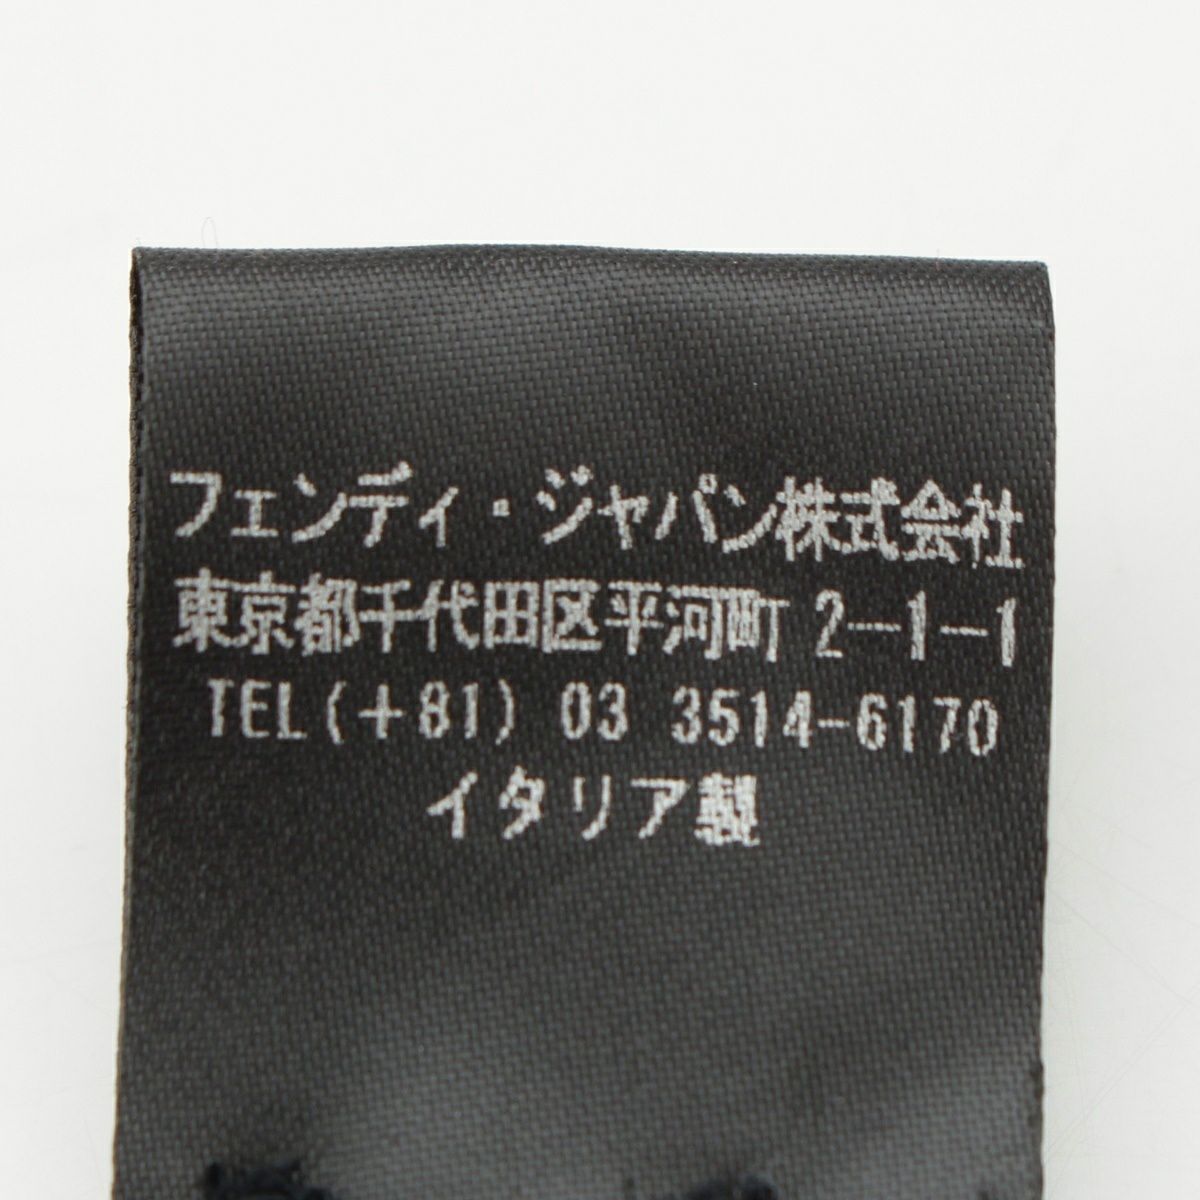 フェンディ・ジャパン株式会社
東京都千代田区平河町 2-1-1
TEL(+81) 03 3514-6170
イタリア製